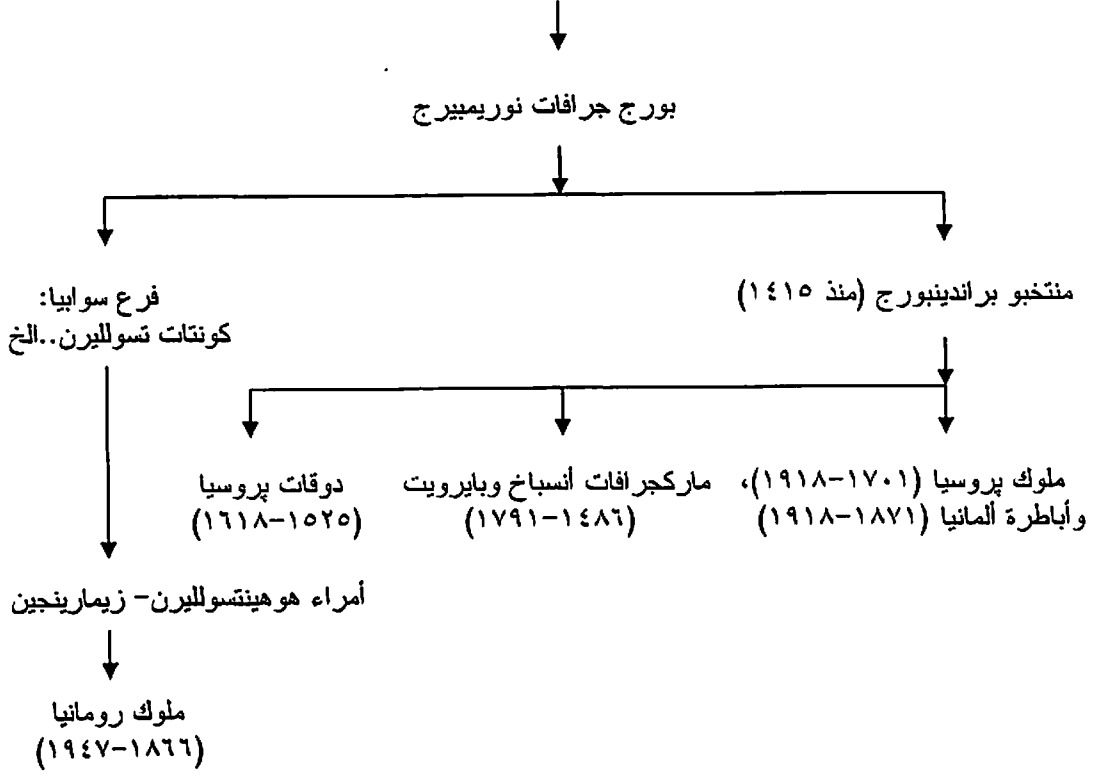 بورج جرافات نوريمبيرج
منتخبو براندينبورج (منذ ١٤١٥)
فرع سوابيا:
كونتات تسولليرن..الخ
ملوك پروسيا (١٧٠١-١٩١٨)،
وأباطرة ألمانيا (١٨٧١-١٩١٨)
ماركجرافات أنسباخ وبايرويت
(١٤٨٦-١٧٩١)
دوقات پروسيا
(١٥٢٥-١٦١٨)
أمراء هوهينتسولليرن- زيمارينجين
ملوك رومانيا
(١٨٦٦-١٩٤٧)